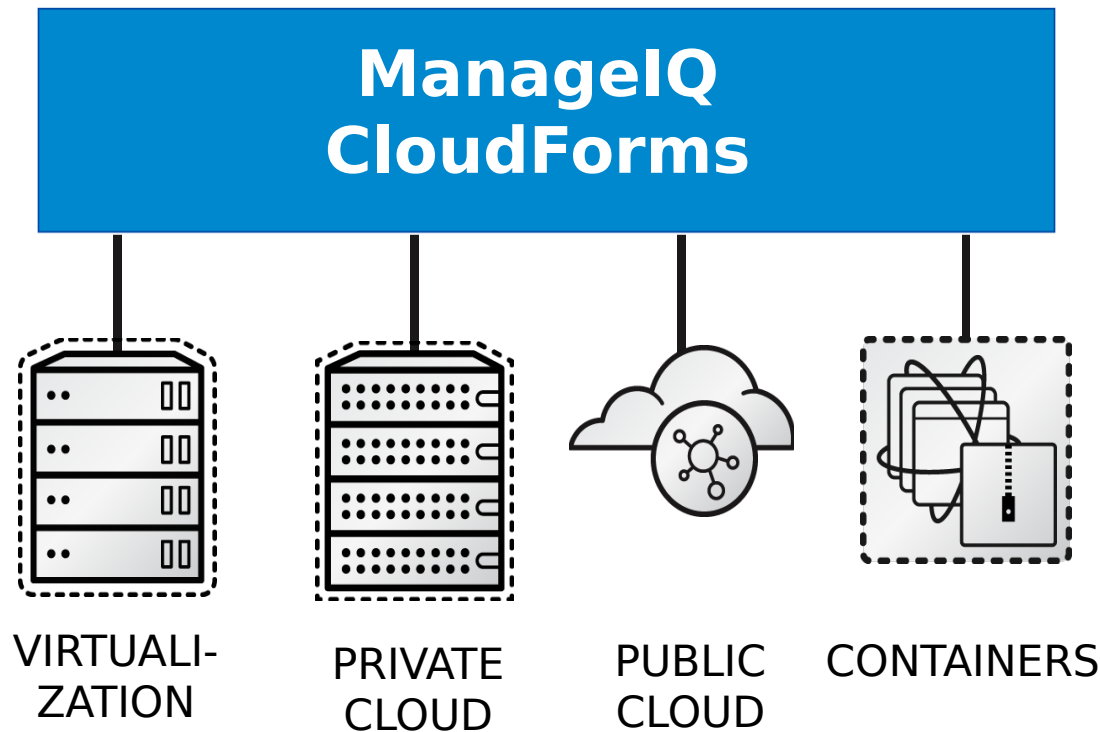 ManageIQ
CloudForms
VIRTUALI-
ZATION
PRIVATE
CLOUD
PUBLIC
CLOUD
CONTAINERS